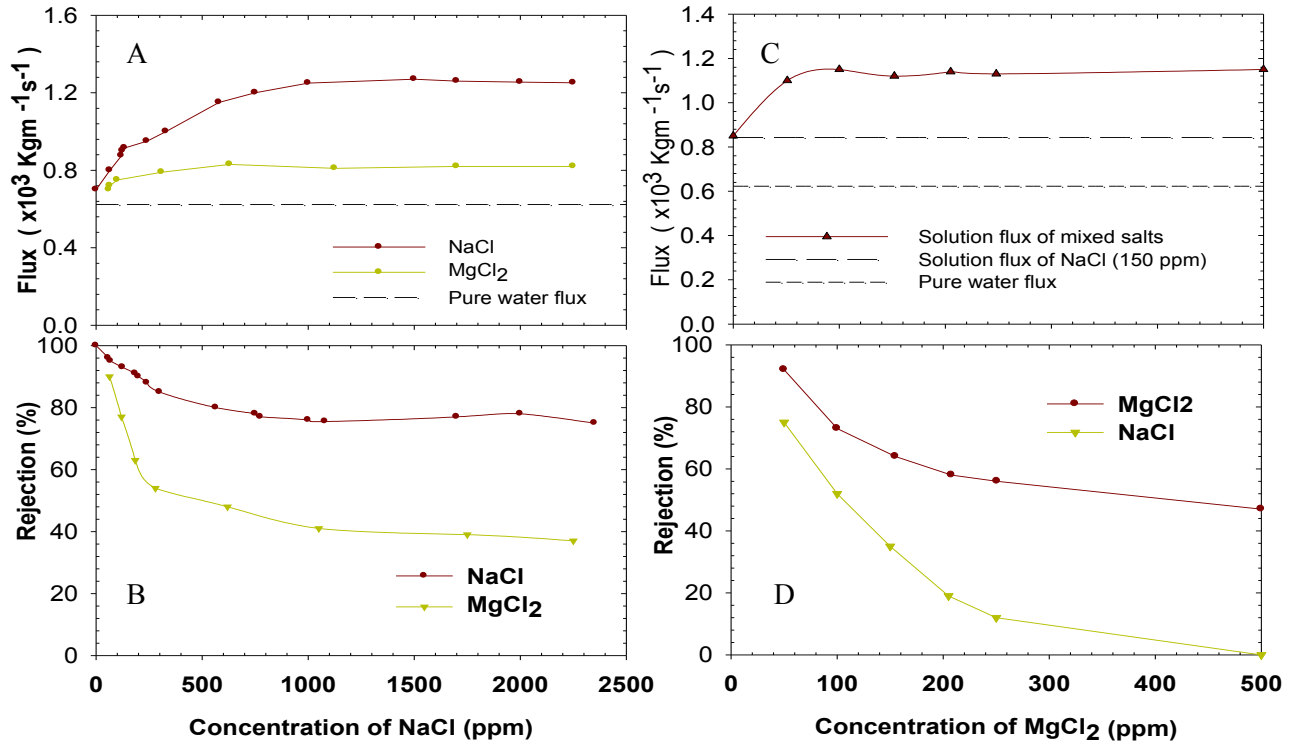 A
Flux ( x10³ Kgm ⁻¹s⁻¹)
1.6
1.2
0.8
0.4
0.0
NaCl
MgCl₂
Pure water flux
C
Flux ( x10³ Kgm ⁻¹s⁻¹)
1.4
1.2
1.0
0.8
0.6
0.4
0.2
0.0
Solution flux of mixed salts
Solution flux of NaCl (150 ppm)
Pure water flux
B
Rejection (%)
100
80
60
40
20
0
NaCl
MgCl₂
0 500 1000 1500 2000 2500
Concentration of NaCl (ppm)
D
Rejection (%)
100
80
60
40
20
0
MgCl2
NaCl
0 100 200 300 400 500
Concentration of MgCl₂ (ppm)